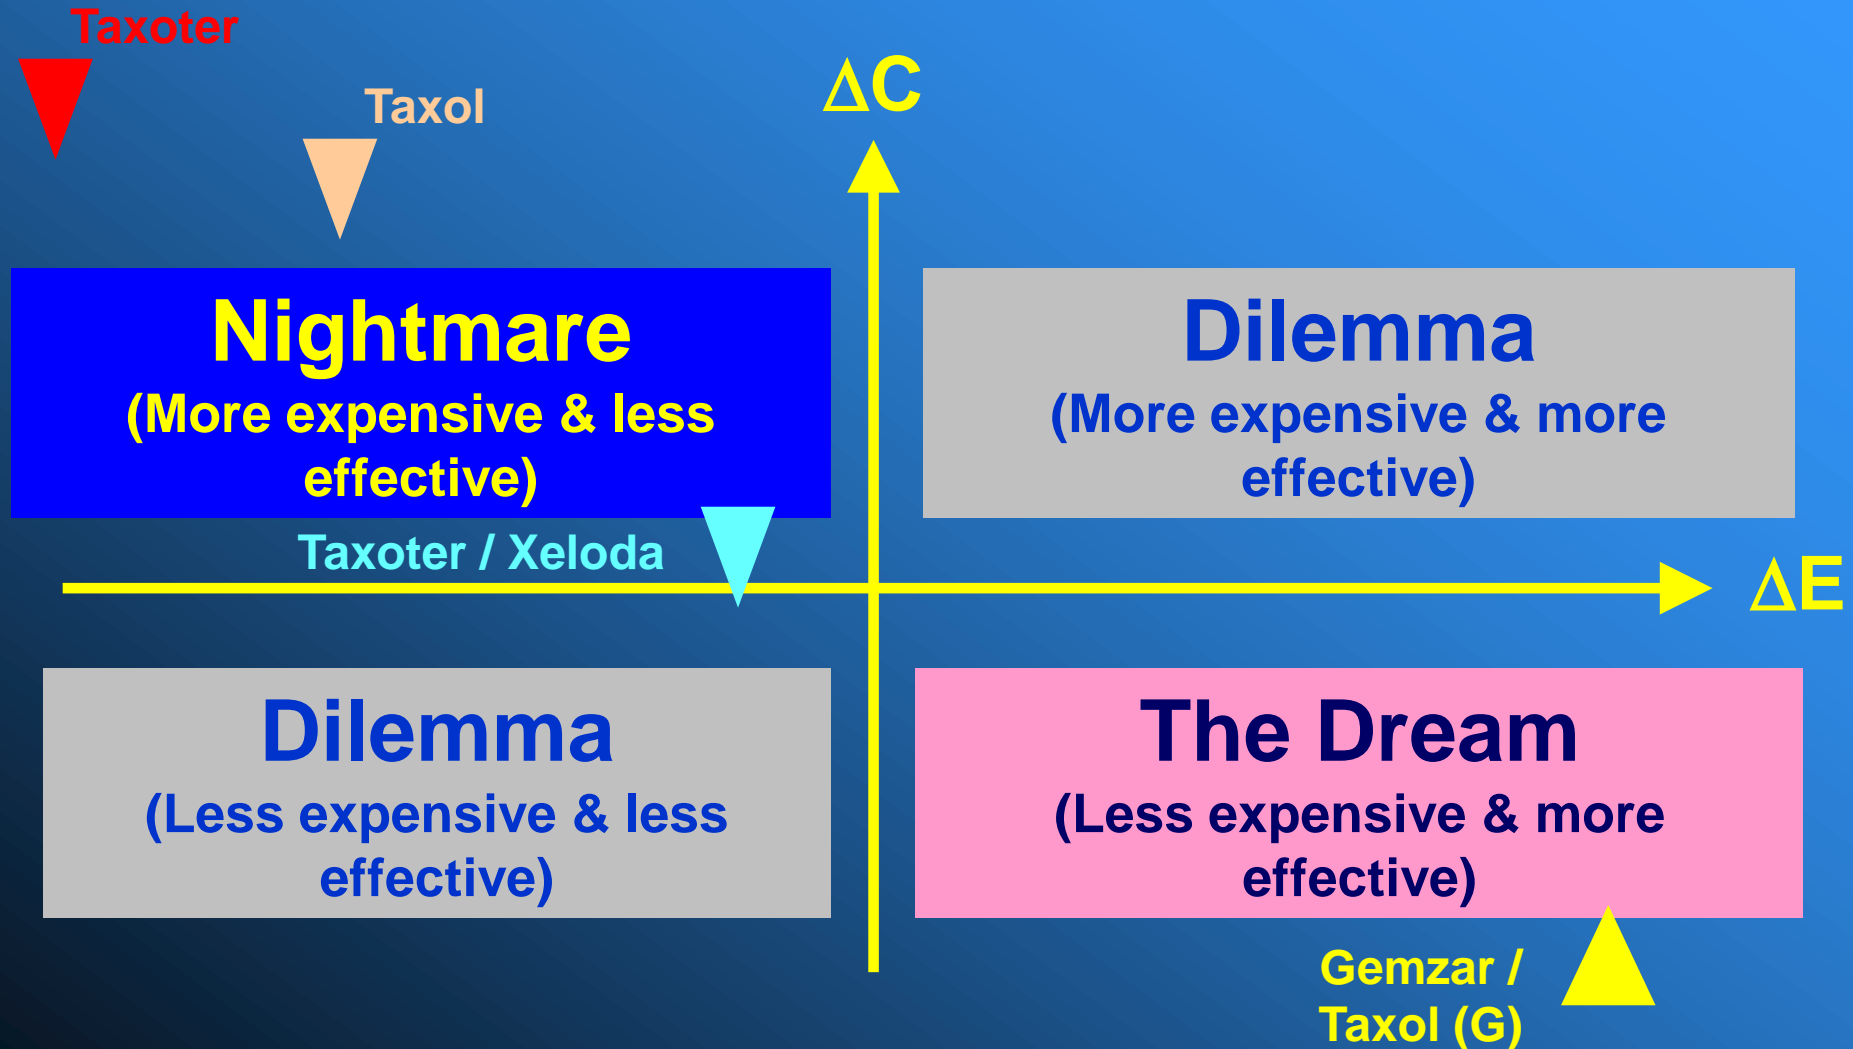 Taxoter
Taxol
ΔC
Nightmare
(More expensive & less
effective)
Dilemma
(More expensive & more
effective)
Taxoter / Xeloda
ΔE
Dilemma
(Less expensive & less
effective)
The Dream
(Less expensive & more
effective)
Gemzar /
Taxol (G)